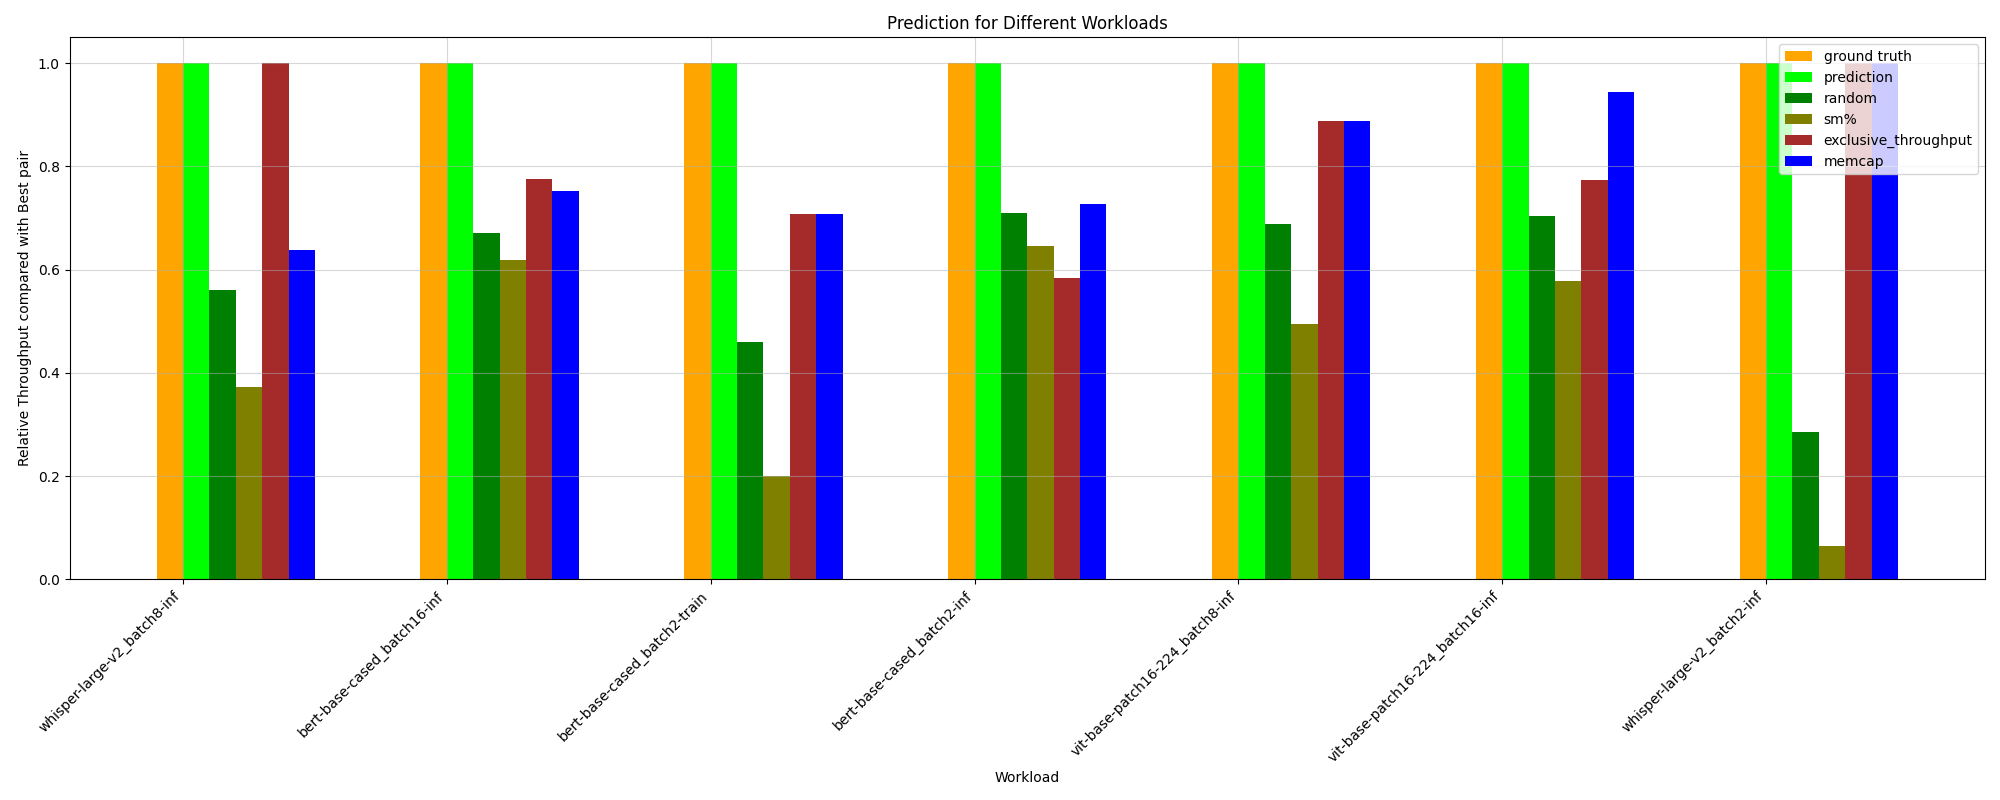 Prediction for Different Workloads
Relative Throughput compared with Best pair
1.0
0.8
0.6
0.4
0.2
0.0
ground truth
prediction
random
sm%
exclusive_throughput
memcap
whisper-large-v2_batch8-inf
bert-base-cased_batch16-inf
bert-base-cased_batch2-train
bert-base-cased_batch2-inf
vit-base-patch16-224_batch8-inf
vit-base-patch16-224_batch16-inf
whisper-large-v2_batch2-inf
Workload